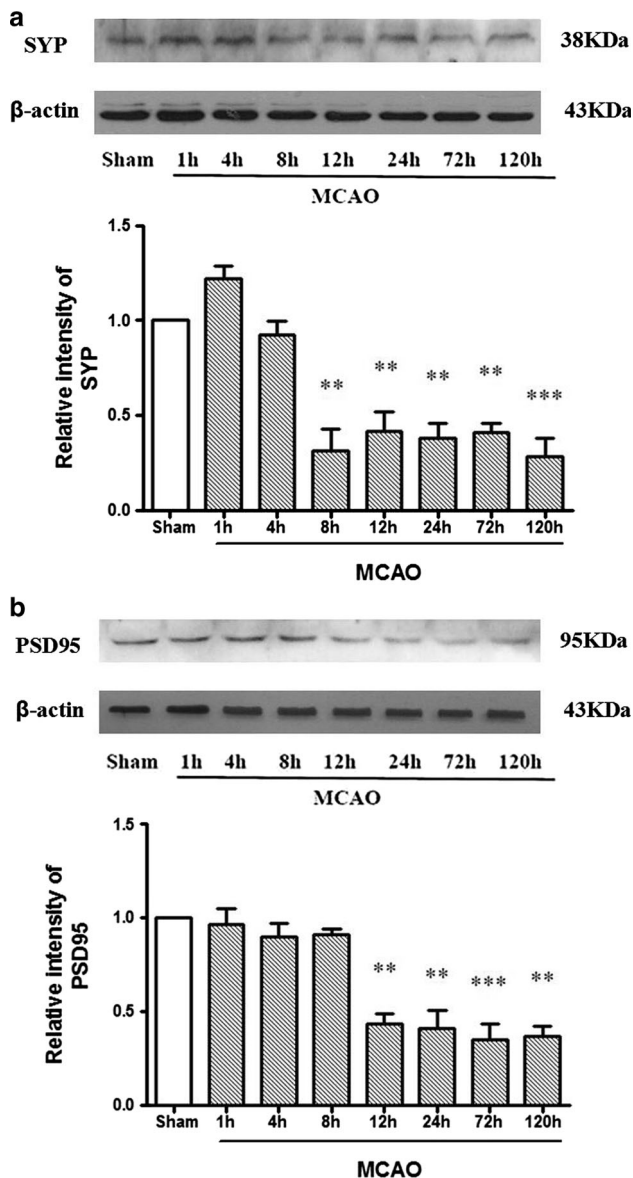 a
SYP 38KDa
β-actin 43KDa
Sham 1h 4h 8h 12h 24h 72h 120h
MCAO
Relative intensity of
SYP
1.5
1.0
0.5
0.0
** ** ** ** ***
Sham 1h 4h 8h 12h 24h 72h 120h
MCAO
b
PSD95 95KDa
β-actin 43KDa
Sham 1h 4h 8h 12h 24h 72h 120h
MCAO
Relative intensity of
PSD95
1.5
1.0
0.5
0.0
** ** *** **
Sham 1h 4h 8h 12h 24h 72h 120h
MCAO